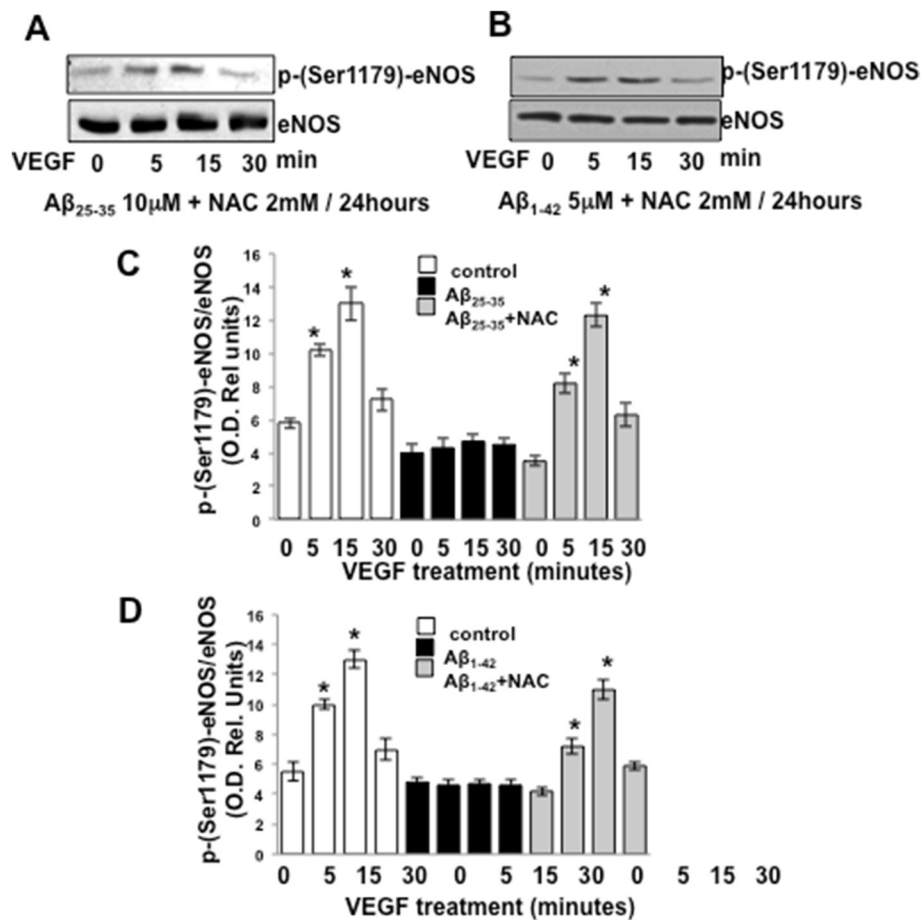 A
p-(Ser1179)-eNOS
eNOS
VEGF 0 5 15 30 min
Aβ25-35 10μM + NAC 2mM / 24hours
B
p-(Ser1179)-eNOS
eNOS
VEGF 0 5 15 30 min
Aβ1-42 5μM + NAC 2mM / 24hours
C
p-(Ser1179)-eNOS/eNOS
(O.D. Rel units)
16
14
12
10
8
6
4
2
0
control
Aβ25-35
Aβ25-35+NAC
* * * *
0 5 15 30 0 5 15 30 0 5 15 30
VEGF treatment (minutes)
D
p-(Ser1179)-eNOS/eNOS
(O.D. Rel. Units)
16
14
12
10
8
6
4
2
0
control
Aβ1-42
Aβ1-42+NAC
* * * *
0 5 15 30 0 5 15 30 0 5 15 30
VEGF treatment (minutes)